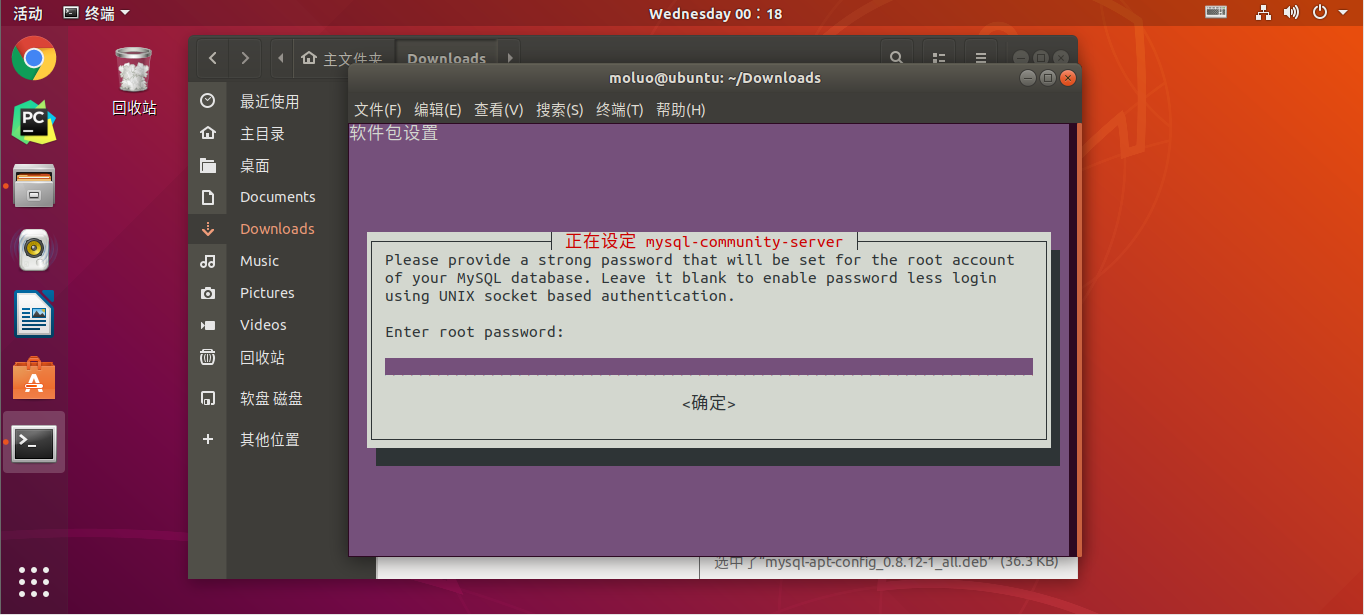 活动 终端 Wednesday 00：18
回收站
主文件夹 Downloads
最近使用
主目录
桌面
Documents
Downloads
Music
Pictures
Videos
回收站
软盘 磁盘
其他位置
moluo@ubuntu: ~/Downloads
文件(F) 编辑(E) 查看(V) 搜索(S) 终端(T) 帮助(H)
软件包设置
正在设定 mysql-community-server
Please provide a strong password that will be set for the root account
of your MySQL database. Leave it blank to enable password less login
using UNIX socket based authentication.
Enter root password:
<确定>
选中了“mysql-apt-config_0.8.12-1_all.deb” (36.3 KB)
PC